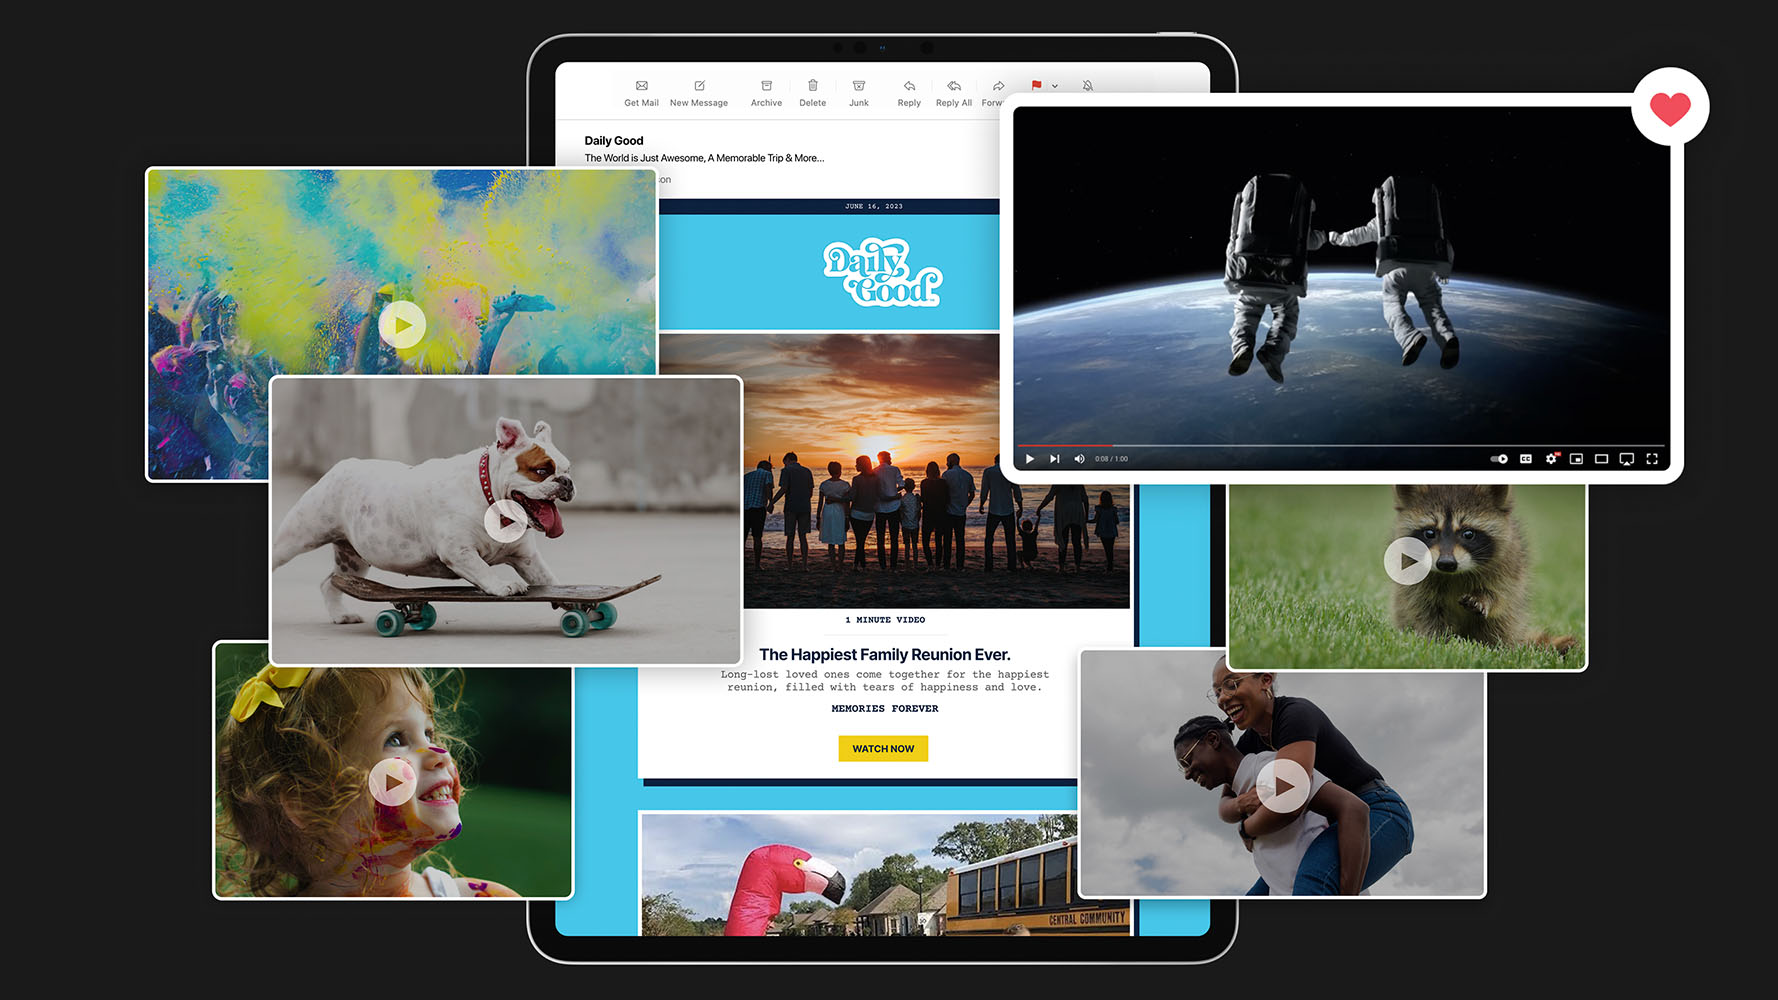 Get Mail New Message Archive Delete Junk Reply Reply All
Daily Good
The World is Just Awesome, A Memorable Trip & More...
JUNE 16, 2023
Daily
Good
0:08 / 1:00
CC
1 MINUTE VIDEO
The Happiest Family Reunion Ever.
Long-lost loved ones come together for the happiest
reunion, filled with tears of happiness and love.
MEMORIES FOREVER
WATCH NOW
CENTRAL COMMUNITY